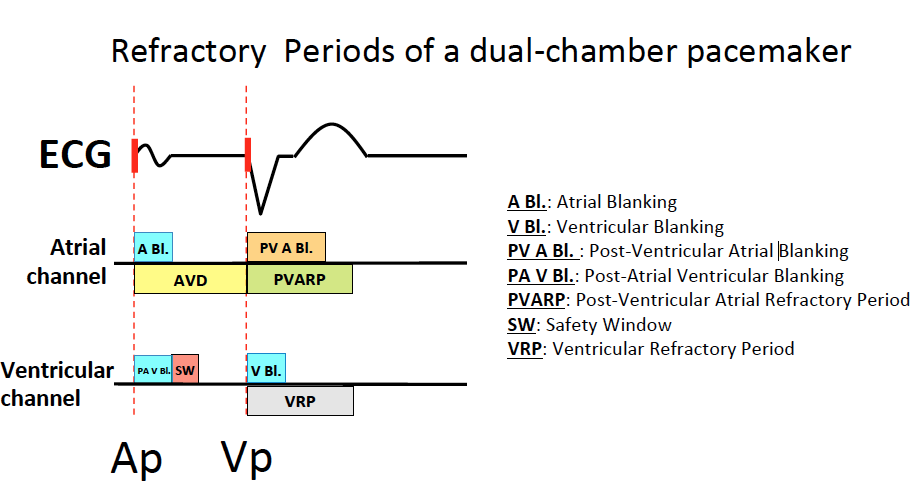 Refractory  Periods of a dual-chamber pacemaker
ECG
A Bl.: Atrial Blanking
V Bl.: Ventricular Blanking
PV A Bl. : Post-Ventricular Atrial Blanking
PA V Bl.: Post-Atrial Ventricular Blanking
PVARP: Post-Ventricular Atrial Refractory Period
SW: Safety Window
VRP: Ventricular Refractory Period
Atrial
channel
A Bl.
PV A Bl.
AVD
PVARP
Ventricular
channel
PA V Bl.
SW
V Bl.
VRP
Ap
Vp